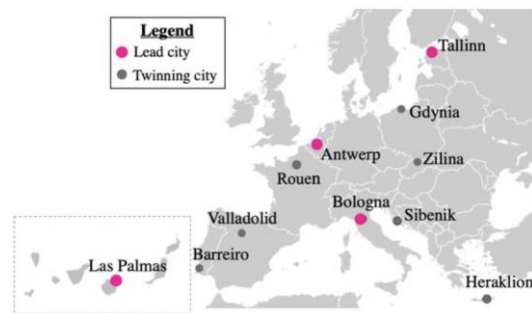 Legend
Lead city
Twinning city
Tallinn
Gdynia
Antwerp
Zilina
Rouen
Bologna
Valladolid
Sibenik
Barreiro
Las Palmas
Heraklion